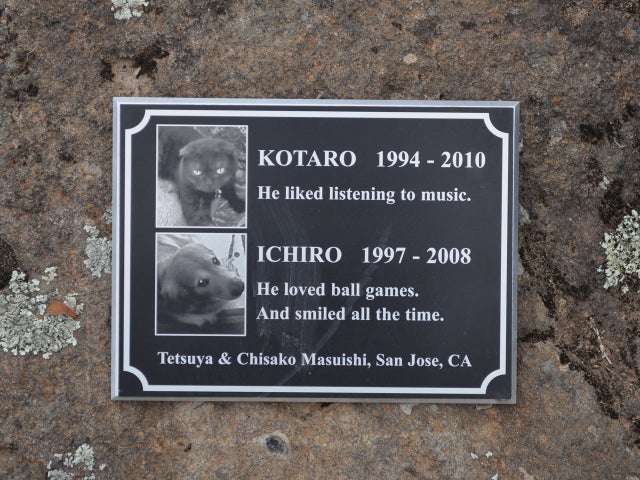 KOTARO 1994 - 2010
He liked listening to music.
ICHIRO 1997 - 2008
He loved ball games.
And smiled all the time.
Tetsuya & Chisako Masuishi, San Jose, CA